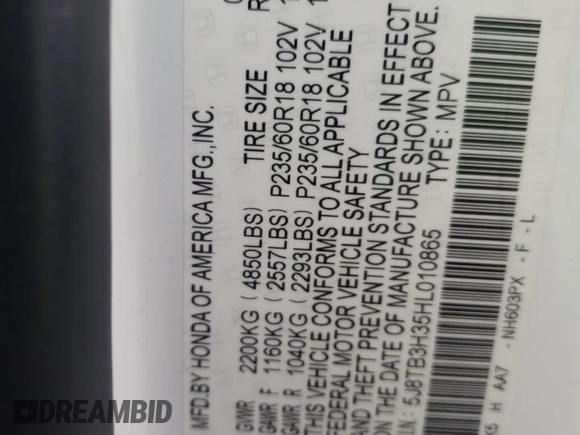 MFD.BY HONDA OF AMERICA MFG.,INC.
GVWR 2200KG (4850LBS) TIRE SIZE
GAWR F 1160KG (2557LBS) P235/60R18 102V
GAWR R 1040KG (2293LBS) P235/60R18 102V
THIS VEHICLE CONFORMS TO ALL APPLICABLE
FEDERAL MOTOR VEHICLE SAFETY
AND THEFT PREVENTION STANDARDS IN EFFECT
ON THE DATE OF MANUFACTURE SHOWN ABOVE.
5J8TB3H35HL010865 TYPE: MPV
H AA7 - NH603PX - F - L
DREAMBID